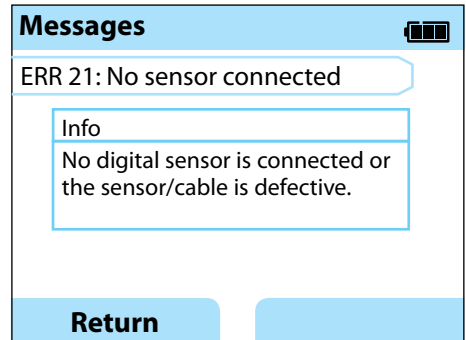 Messages
ERR 21: No sensor connected
Info
No digital sensor is connected or
the sensor/cable is defective.
Return